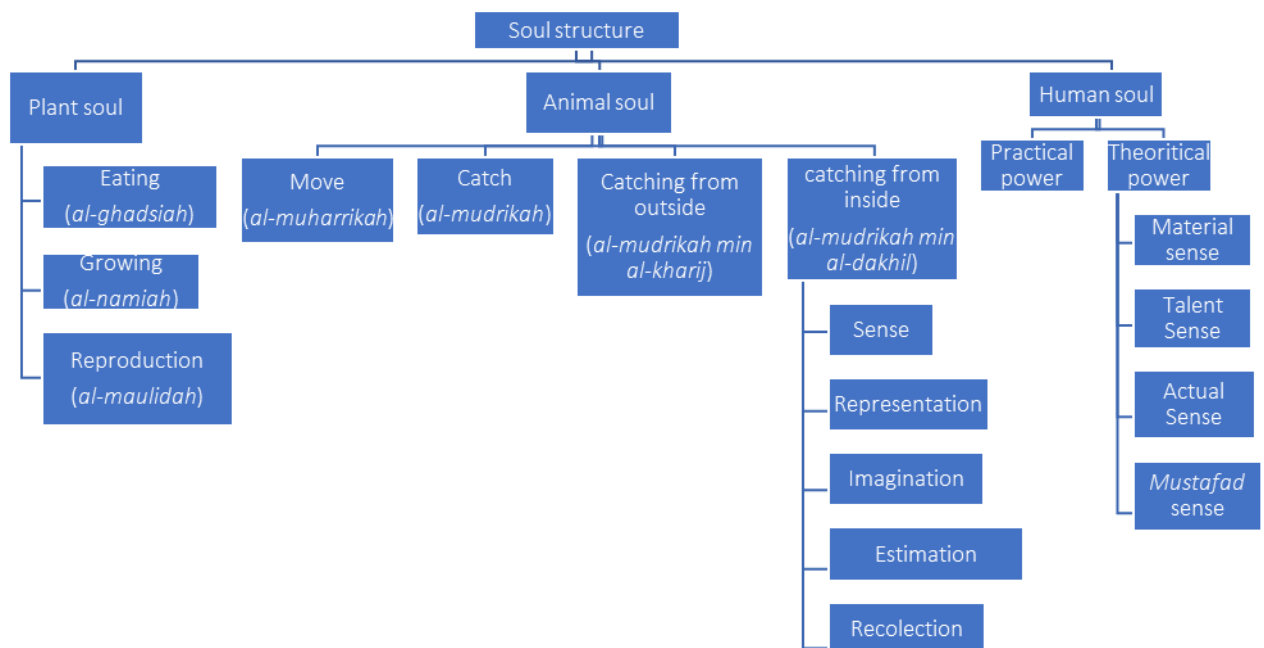 Soul structure
Plant soul
Animal soul
Human soul
Eating
(al-ghadsiah)
Growing
(al-namiah)
Reproduction
(al-maulidah)
Move
(al-muharrikah)
Catch
(al-mudrikah)
Catching from
outside
(al-mudrikah min
al-kharij)
catching from
inside
(al-mudrikah min
al-dakhil)
Sense
Representation
Imagination
Estimation
Recolection
Practical
power
Theoritical
power
Material
sense
Talent
Sense
Actual
Sense
Mustafad
sense